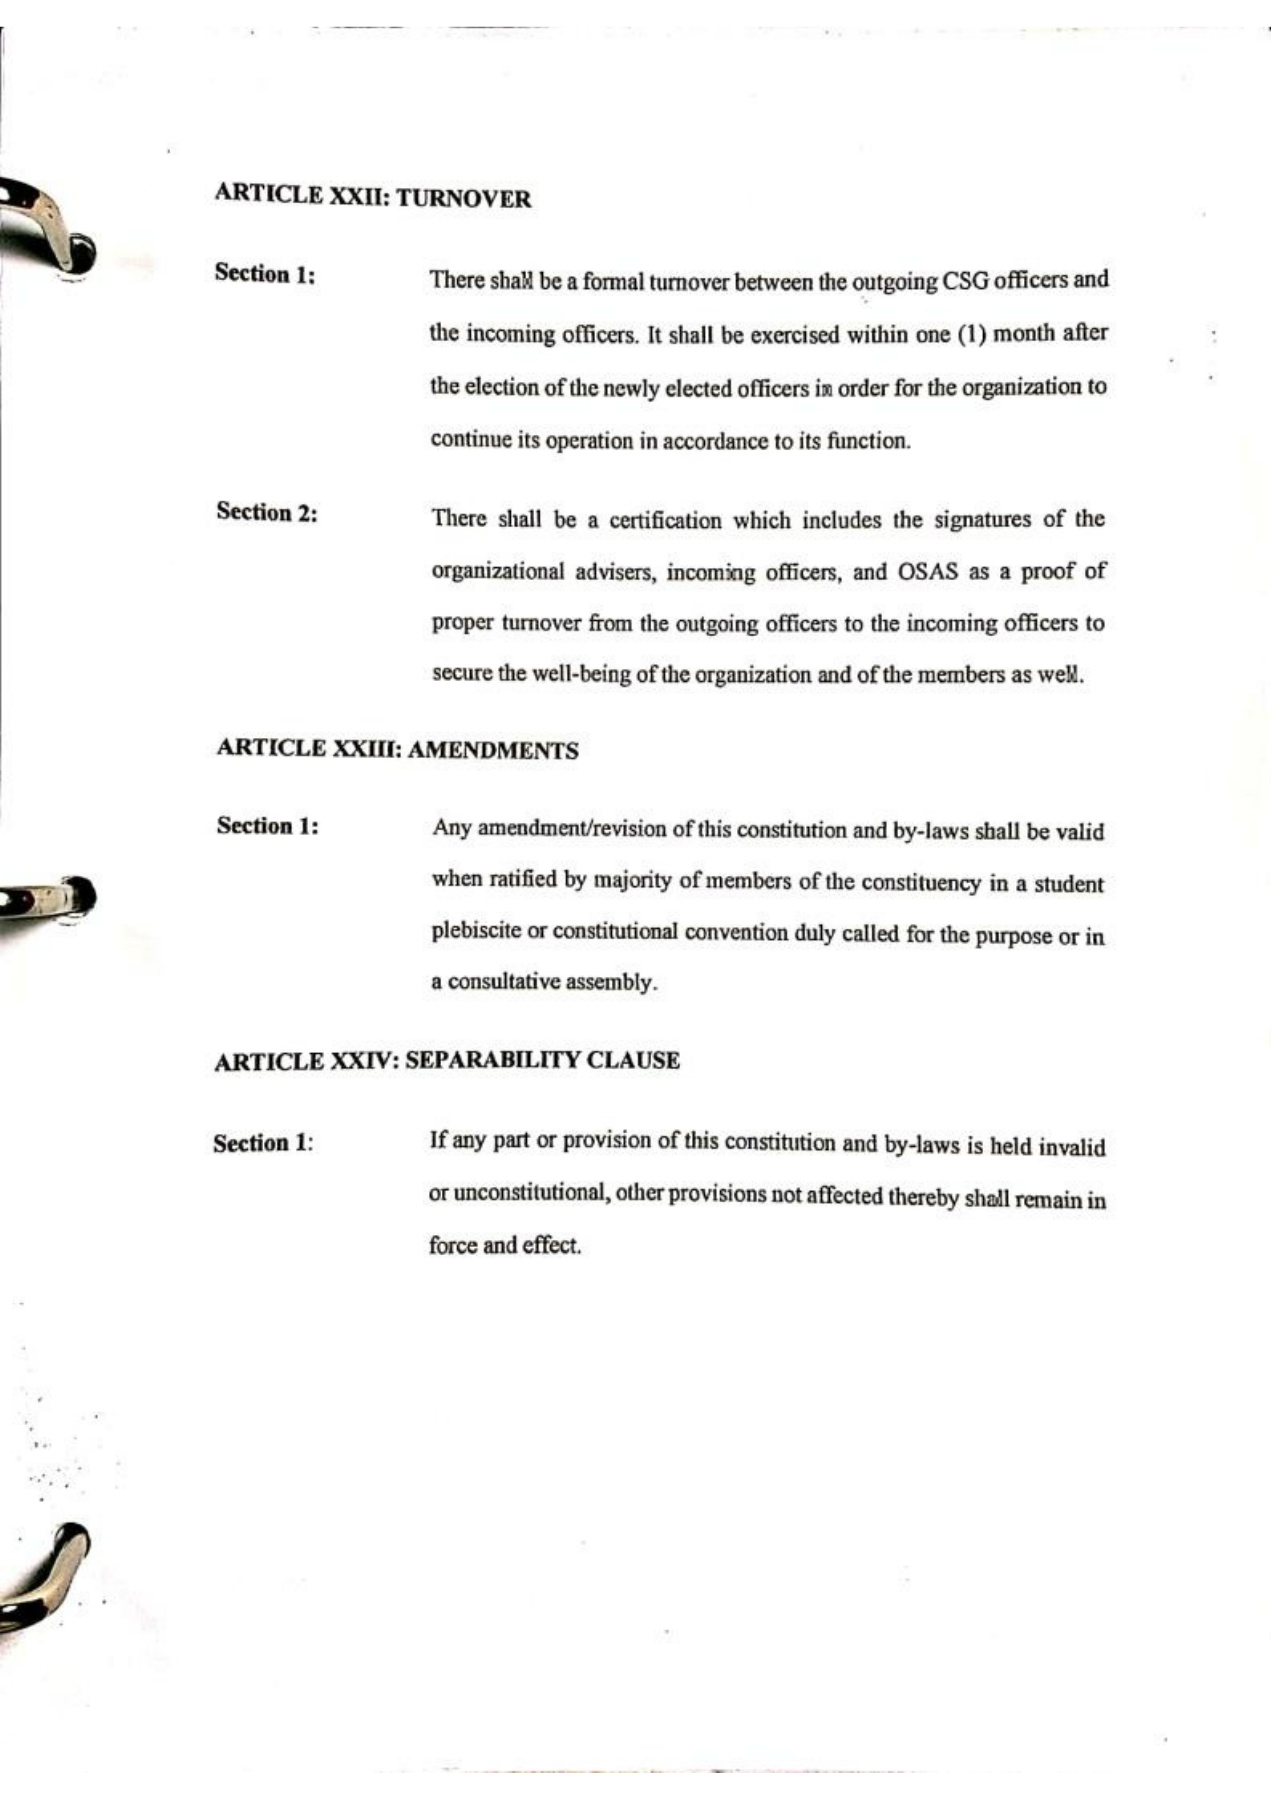 ARTICLE XXII: TURNOVER
Section 1: There shall be a formal turnover between the outgoing CSG officers and
the incoming officers. It shall be exercised within one (1) month after
the election of the newly elected officers in order for the organization to
continue its operation in accordance to its function.
Section 2: There shall be a certification which includes the signatures of the
organizational advisers, incoming officers, and OSAS as a proof of
proper turnover from the outgoing officers to the incoming officers to
secure the well-being of the organization and of the members as well.
ARTICLE XXIII: AMENDMENTS
Section 1: Any amendment/revision of this constitution and by-laws shall be valid
when ratified by majority of members of the constituency in a student
plebiscite or constitutional convention duly called for the purpose or in
a consultative assembly.
ARTICLE XXIV: SEPARABILITY CLAUSE
Section 1: If any part or provision of this constitution and by-laws is held invalid
or unconstitutional, other provisions not affected thereby shall remain in
force and effect.